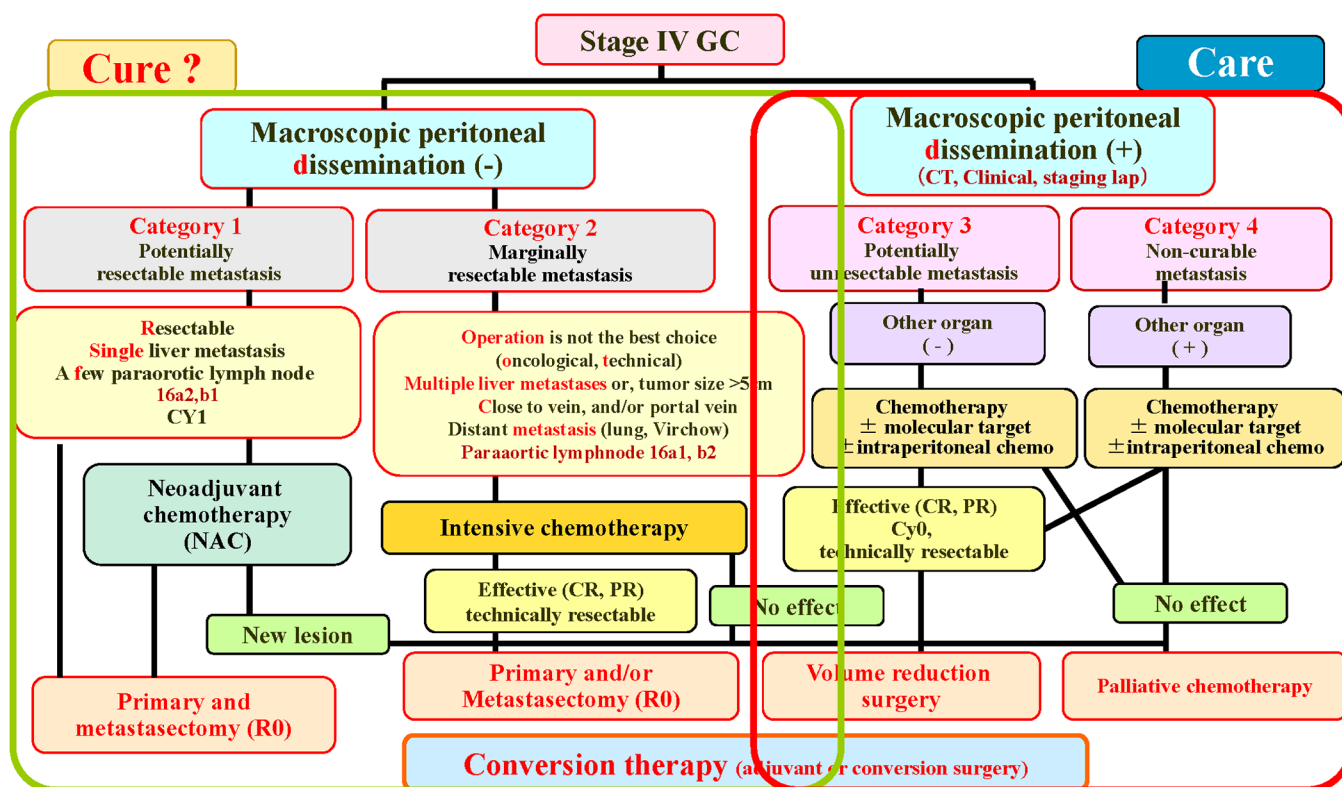 Stage IV GC
Cure ?
Care
Macroscopic peritoneal
dissemination (-)
Macroscopic peritoneal
dissemination (+)
(CT, Clinical, staging lap)
Category 1
Potentially
resectable metastasis
Category 2
Marginally
resectable metastasis
Category 3
Potentially
unresectable metastasis
Category 4
Non-curable
metastasis
Resectable
Single liver metastasis
A few paraorotic lymph node
16a2,b1
CY1
Operation is not the best choice
(oncological, technical)
Multiple liver metastases or, tumor size >5cm
Close to vein, and/or portal vein
Distant metastasis (lung, Virchow)
Paraaortic lymphnode 16a1, b2
Other organ
( - )
Other organ
( + )
Chemotherapy
± molecular target
±intraperitoneal chemo
Chemotherapy
± molecular target
±intraperitoneal chemo
Neoadjuvant
chemotherapy
(NAC)
Intensive chemotherapy
Effective (CR, PR)
Cy0,
technically resectable
Effective (CR, PR)
technically resectable
No effect
No effect
New lesion
Primary and
metastasectomy (R0)
Primary and/or
Metastasectomy (R0)
Volume reduction
surgery
Palliative chemotherapy
Conversion therapy (adjuvant or conversion surgery)